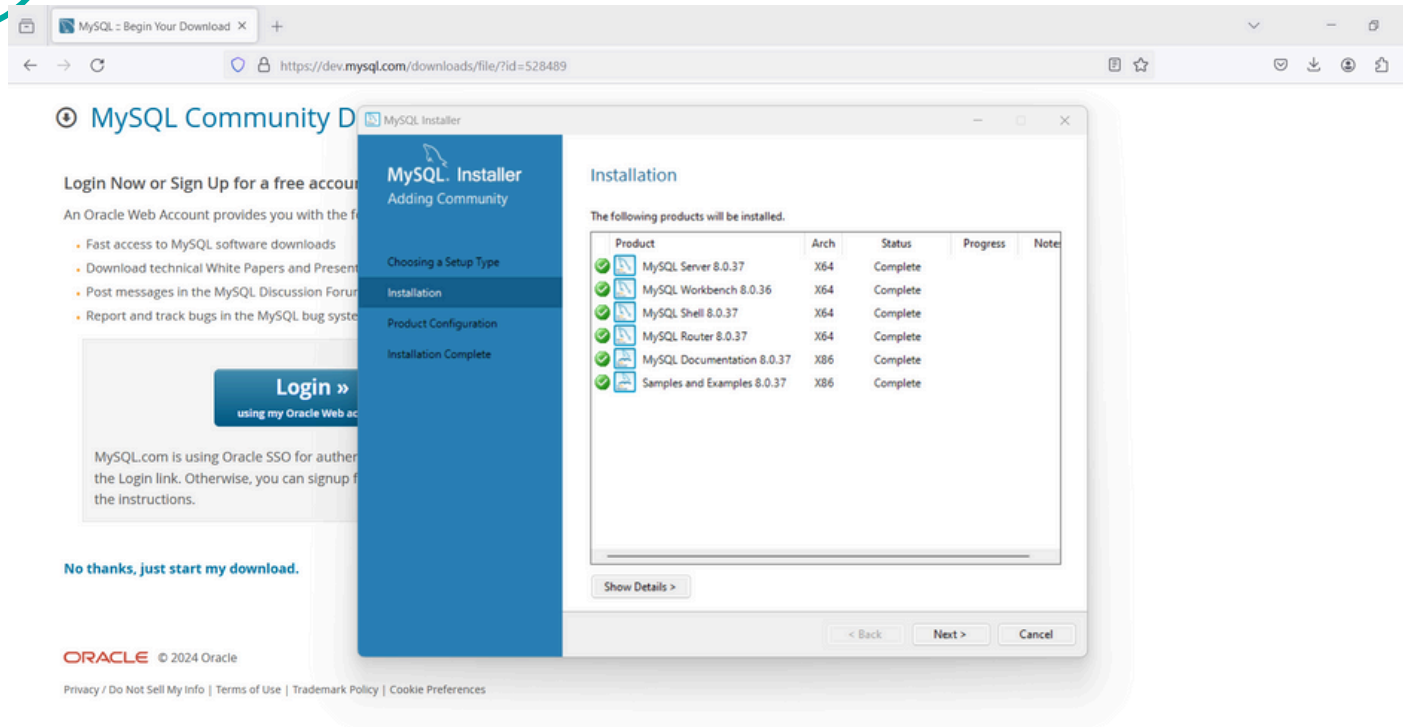 MySQL :: Begin Your Download
https://dev.mysql.com/downloads/file/?id=528489
MySQL Community D
Login Now or Sign Up for a free accou
An Oracle Web Account provides you with the f
Fast access to MySQL software downloads
Download technical White Papers and Present
Post messages in the MySQL Discussion Forur
Report and track bugs in the MySQL bug syste
Login »
using my Oracle Web ac
MySQL.com is using Oracle SSO for auther
the Login link. Otherwise, you can signup f
the instructions.
No thanks, just start my download.
ORACLE © 2024 Oracle
Privacy / Do Not Sell My Info | Terms of Use | Trademark Policy | Cookie Preferences
MySQL Installer
MySQL. Installer
Adding Community
Choosing a Setup Type
Installation
Product Configuration
Installation Complete
Installation
The following products will be installed.
Product Arch Status Progress Notes
MySQL Server 8.0.37 X64 Complete
MySQL Workbench 8.0.36 X64 Complete
MySQL Shell 8.0.37 X64 Complete
MySQL Router 8.0.37 X64 Complete
MySQL Documentation 8.0.37 X86 Complete
Samples and Examples 8.0.37 X86 Complete
Show Details >
< Back Next > Cancel